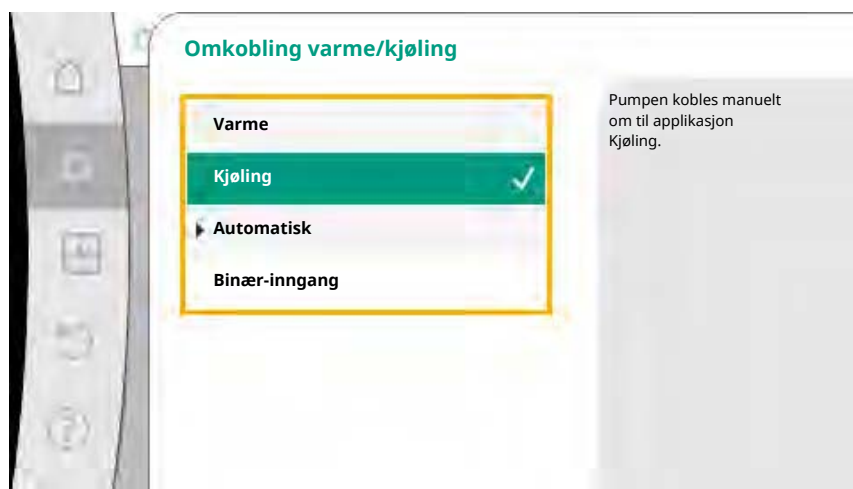 Omkobling varme/kjøling
Varme
Kjøling
Automatisk
Binær-inngang
Pumpen kobles manuelt
om til applikasjon
Kjøling.